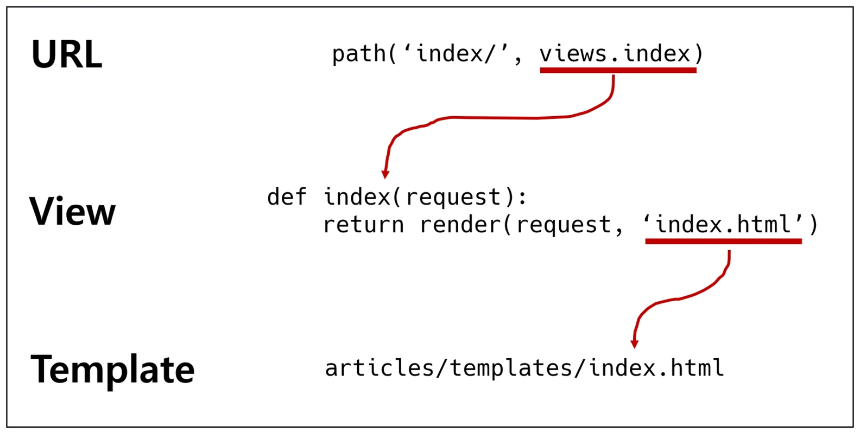 URL
path(‘index/’, views.index)
View
def index(request):
    return render(request, ‘index.html’)
Template
articles/templates/index.html